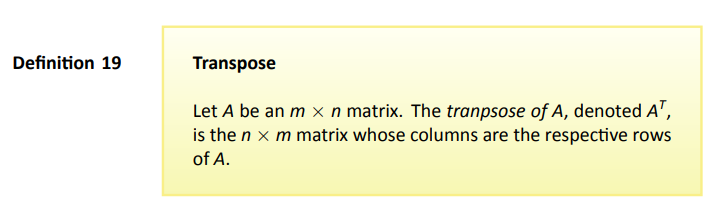 Definition 19
Transpose
Let A be an m × n matrix. The tranpsose of A, denoted Aᵀ,
is the n × m matrix whose columns are the respective rows
of A.